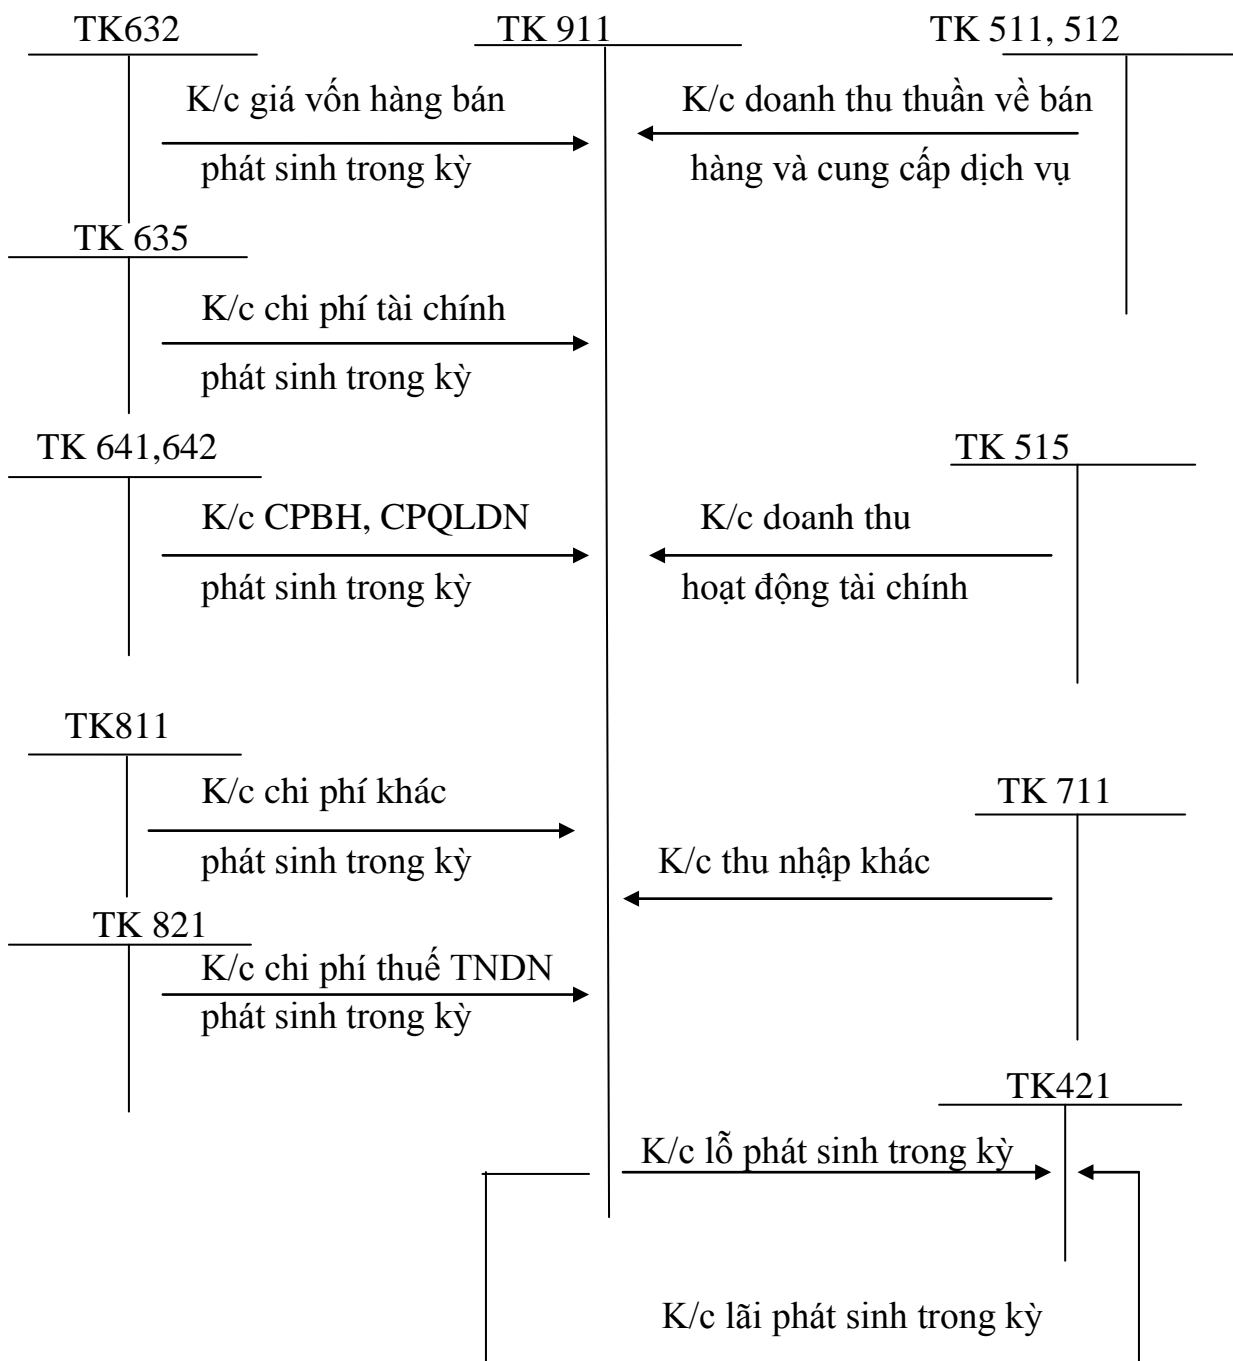 TK632
TK 911
TK 511, 512
K/c giá vốn hàng bán
phát sinh trong kỳ
K/c doanh thu thuần về bán
hàng và cung cấp dịch vụ
TK 635
K/c chi phí tài chính
phát sinh trong kỳ
TK 641,642
TK 515
K/c CPBH, CPQLDN
phát sinh trong kỳ
K/c doanh thu
hoạt động tài chính
TK811
K/c chi phí khác
phát sinh trong kỳ
TK 711
K/c thu nhập khác
TK 821
K/c chi phí thuế TNDN
phát sinh trong kỳ
TK421
K/c lỗ phát sinh trong kỳ
K/c lãi phát sinh trong kỳ